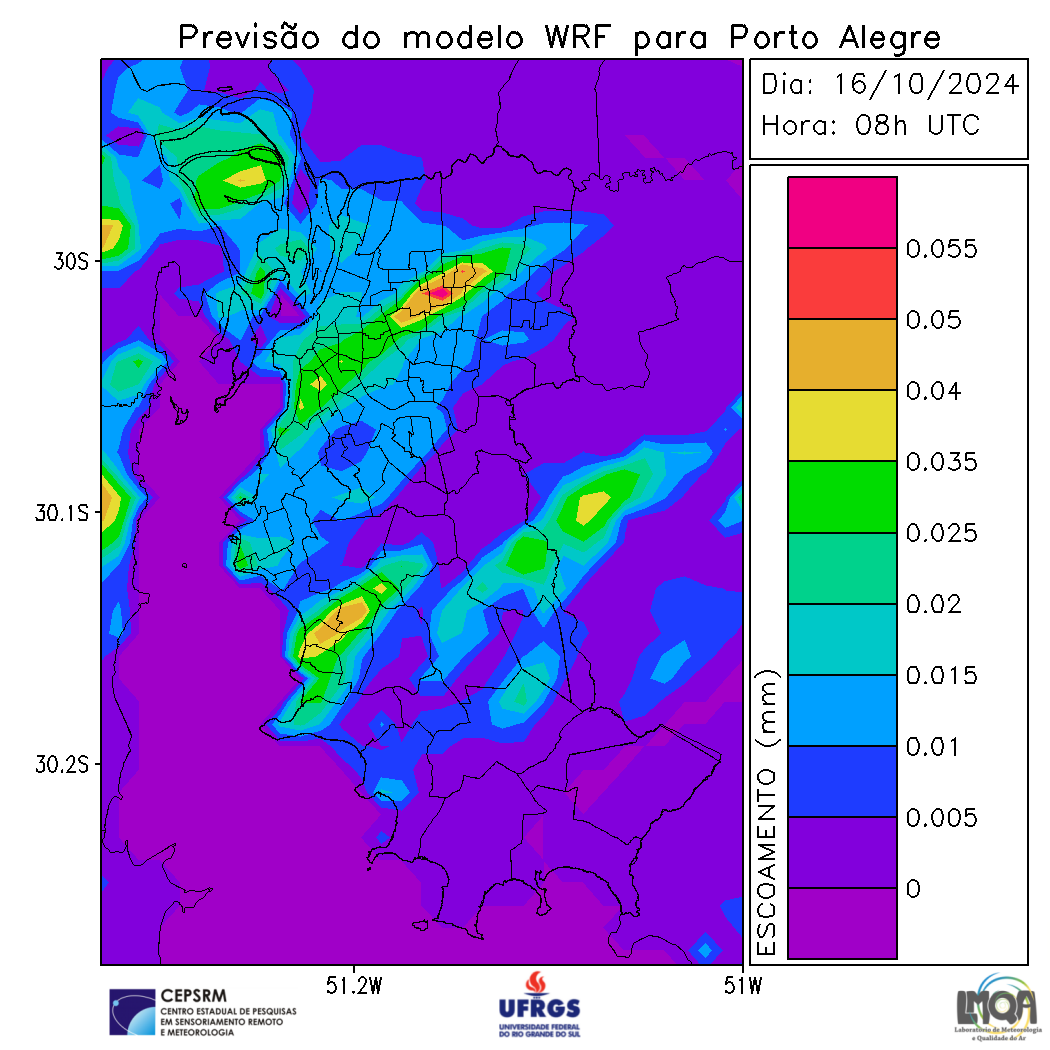 Previsão do modelo WRF para Porto Alegre
Dia: 16/10/2024
Hora: 08h UTC
30S
30.1S
30.2S
51.2W
51W
0.055
0.05
0.04
0.035
0.025
0.02
0.015
0.01
0.005
0
ESCOAMENTO (mm)
CEPSRM
CENTRO ESTADUAL DE PESQUISAS
EM SENSORIAMENTO REMOTO
E METEOROLOGIA
UFRGS
UNIVERSIDADE FEDERAL
DO RIO GRANDE DO SUL
LMQA
Laboratório de Meteorologia
e Qualidade do Ar